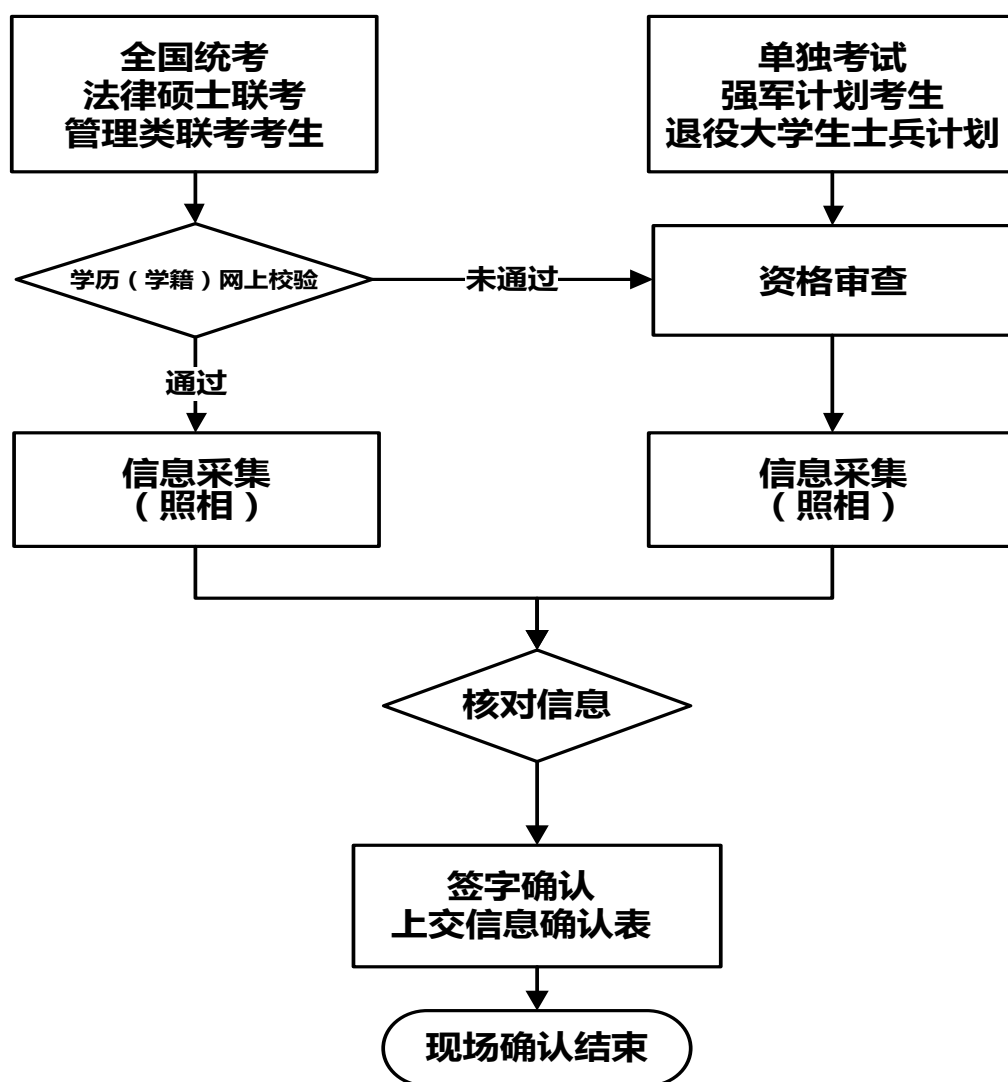 全国统考
法律硕士联考
管理类联考考生
单独考试
强军计划考生
退役大学生士兵计划
学历（学籍）网上校验
未通过
资格审查
通过
信息采集
（照相）
信息采集
（照相）
核对信息
签字确认
上交信息确认表
现场确认结束